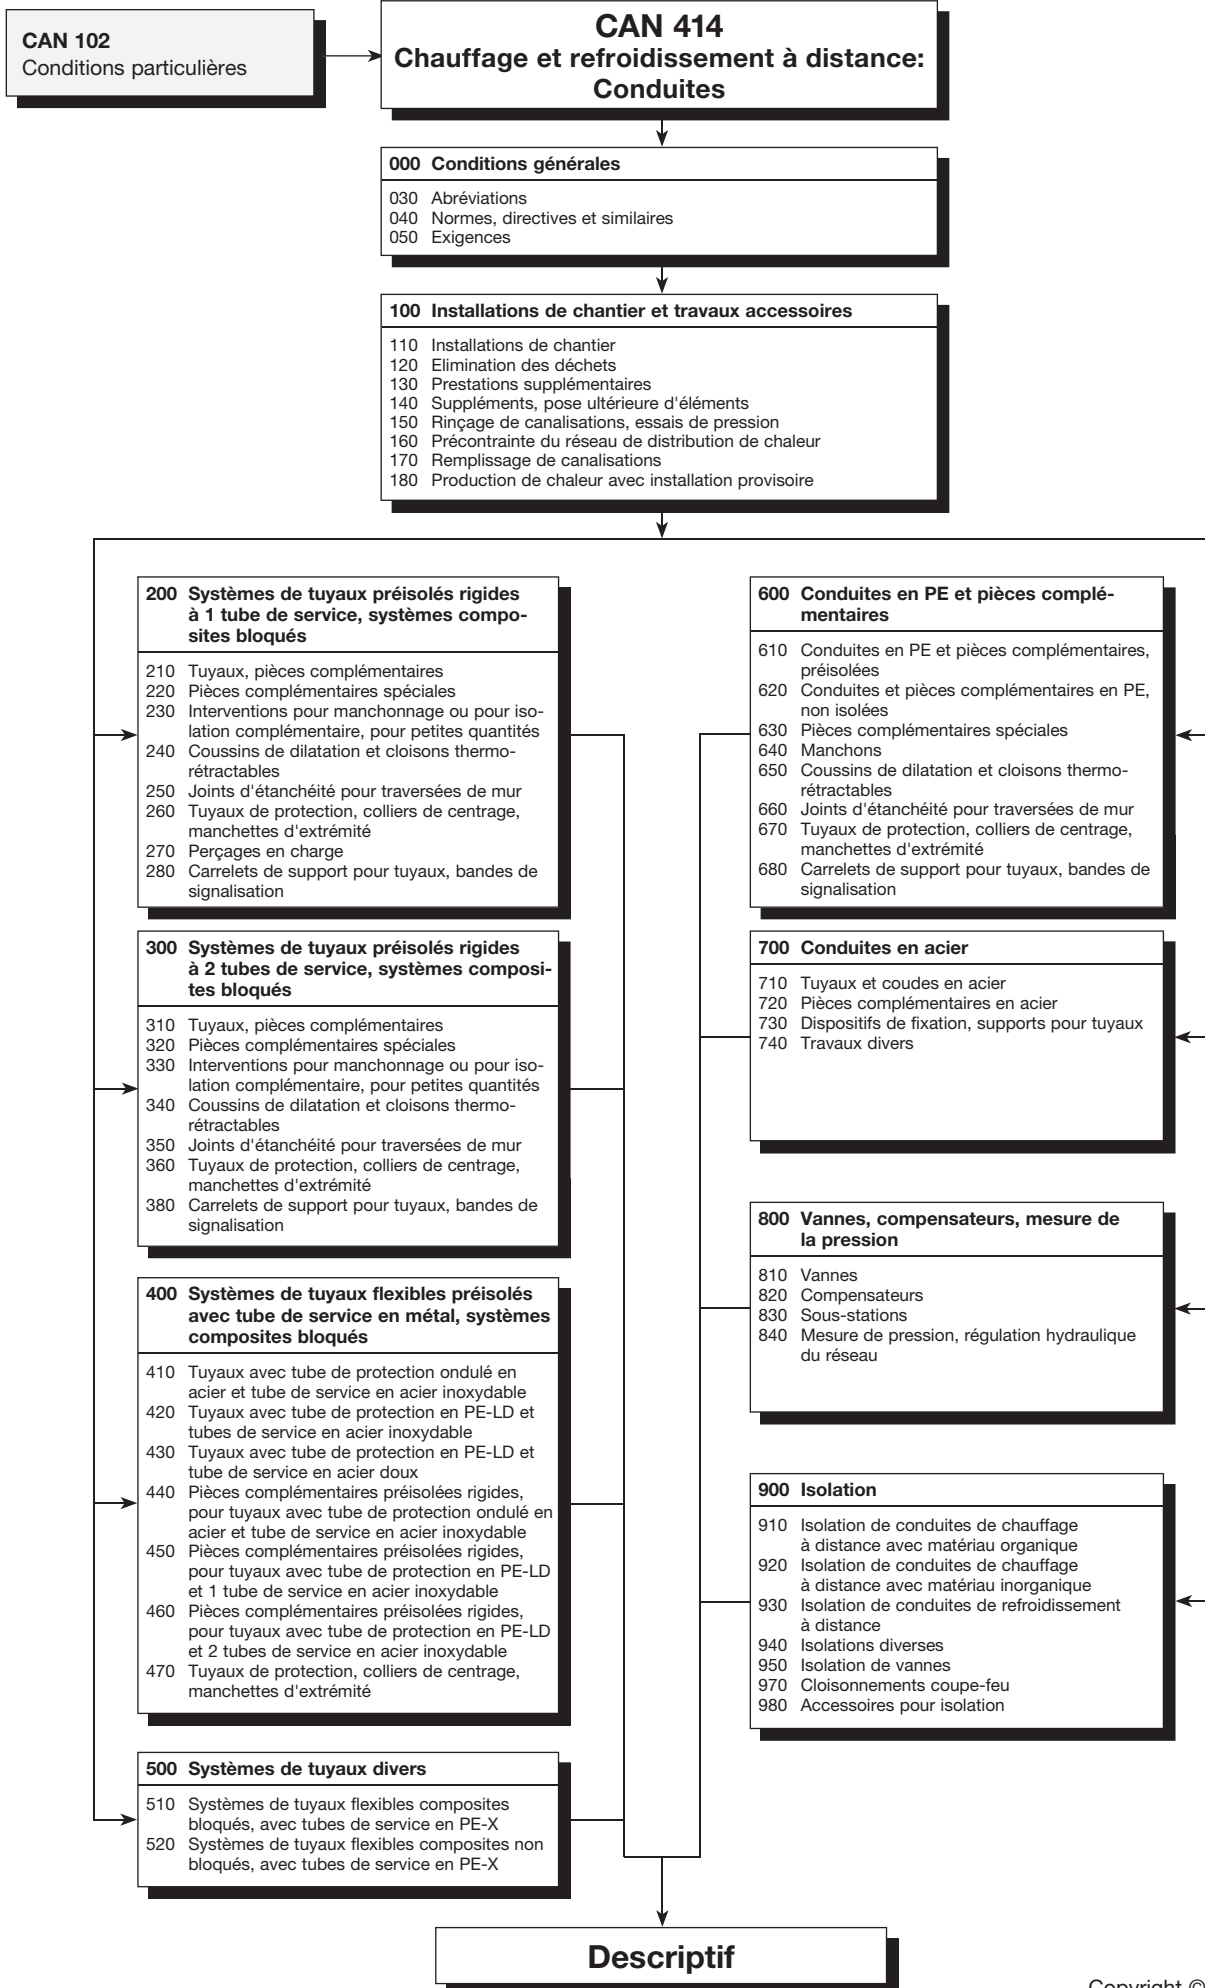 CAN 102
Conditions particulières
CAN 414
Chauffage et refroidissement à distance:
Conduites
000 Conditions générales
030 Abréviations
040 Normes, directives et similaires
050 Exigences
100 Installations de chantier et travaux accessoires
110 Installations de chantier
120 Elimination des déchets
130 Prestations supplémentaires
140 Suppléments, pose ultérieure d'éléments
150 Rinçage de canalisations, essais de pression
160 Précontrainte du réseau de distribution de chaleur
170 Remplissage de canalisations
180 Production de chaleur avec installation provisoire
200 Systèmes de tuyaux préisolés rigides
à 1 tube de service, systèmes compo-
sites bloqués
210 Tuyaux, pièces complémentaires
220 Pièces complémentaires spéciales
230 Interventions pour manchonnage ou pour iso-
lation complémentaire, pour petites quantités
240 Coussins de dilatation et cloisons thermo-
rétractables
250 Joints d'étanchéité pour traversées de mur
260 Tuyaux de protection, colliers de centrage,
manchettes d'extrémité
270 Perçages en charge
280 Carrelets de support pour tuyaux, bandes de
signalisation
300 Systèmes de tuyaux préisolés rigides
à 2 tubes de service, systèmes composi-
tes bloqués
310 Tuyaux, pièces complémentaires
320 Pièces complémentaires spéciales
330 Interventions pour manchonnage ou pour iso-
lation complémentaire, pour petites quantités
340 Coussins de dilatation et cloisons thermo-
rétractables
350 Joints d'étanchéité pour traversées de mur
360 Tuyaux de protection, colliers de centrage,
manchettes d'extrémité
380 Carrelets de support pour tuyaux, bandes de
signalisation
400 Systèmes de tuyaux flexibles préisolés
avec tube de service en métal, systèmes
composites bloqués
410 Tuyaux avec tube de protection ondulé en
acier et tube de service en acier inoxydable
420 Tuyaux avec tube de protection en PE-LD et
tubes de service en acier inoxydable
430 Tuyaux avec tube de protection en PE-LD et
tube de service en acier doux
440 Pièces complémentaires préisolées rigides,
pour tuyaux avec tube de protection ondulé en
acier et tube de service en acier inoxydable
450 Pièces complémentaires préisolées rigides,
pour tuyaux avec tube de protection en PE-LD
et 1 tube de service en acier inoxydable
460 Pièces complémentaires préisolées rigides,
pour tuyaux avec tube de protection en PE-LD
et 2 tubes de service en acier inoxydable
470 Tuyaux de protection, colliers de centrage,
manchettes d'extrémité
500 Systèmes de tuyaux divers
510 Systèmes de tuyaux flexibles composites
bloqués, avec tubes de service en PE-X
520 Systèmes de tuyaux flexibles composites non
bloqués, avec tubes de service en PE-X
600 Conduites en PE et pièces complé-
mentaires
610 Conduites en PE et pièces complémentaires,
préisolées
620 Conduites et pièces complémentaires en PE,
non isolées
630 Pièces complémentaires spéciales
640 Manchons
650 Coussins de dilatation et cloisons thermo-
rétractables
660 Joints d'étanchéité pour traversées de mur
670 Tuyaux de protection, colliers de centrage,
manchettes d'extrémité
680 Carrelets de support pour tuyaux, bandes de
signalisation
700 Conduites en acier
710 Tuyaux et coudes en acier
720 Pièces complémentaires en acier
730 Dispositifs de fixation, supports pour tuyaux
740 Travaux divers
800 Vannes, compensateurs, mesure de
la pression
810 Vannes
820 Compensateurs
830 Sous-stations
840 Mesure de pression, régulation hydraulique
du réseau
900 Isolation
910 Isolation de conduites de chauffage
à distance avec matériau organique
920 Isolation de conduites de chauffage
à distance avec matériau inorganique
930 Isolation de conduites de refroidissement
à distance
940 Isolations diverses
950 Isolation de vannes
970 Cloisonnements coupe-feu
980 Accessoires pour isolation
Descriptif
Copyright ©